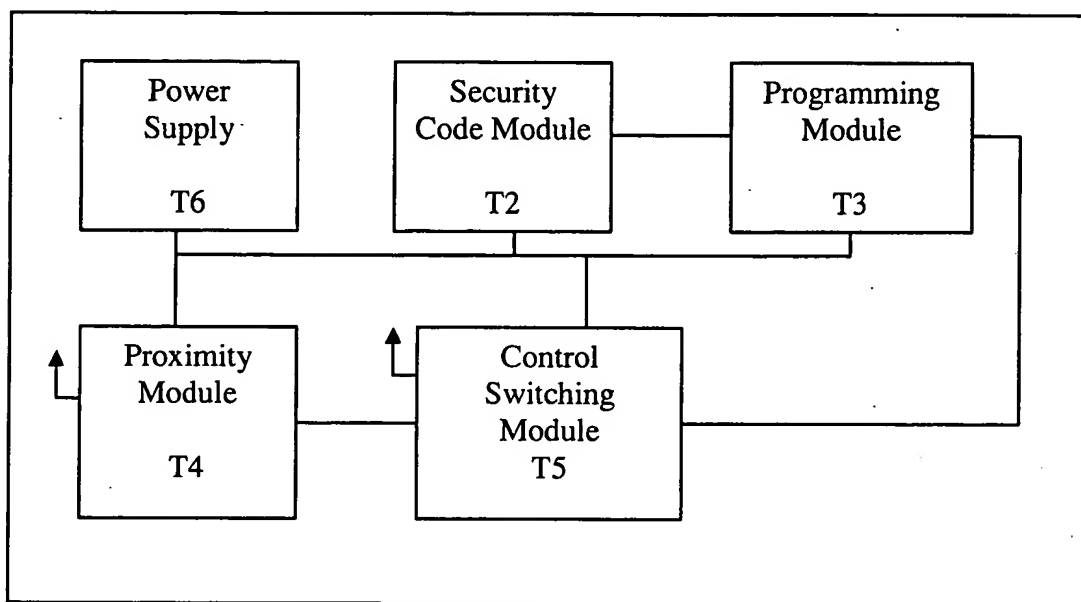 Power
Supply
T6
Security
Code Module
T2
Programming
Module
T3
Proximity
Module
T4
Control
Switching
Module
T5